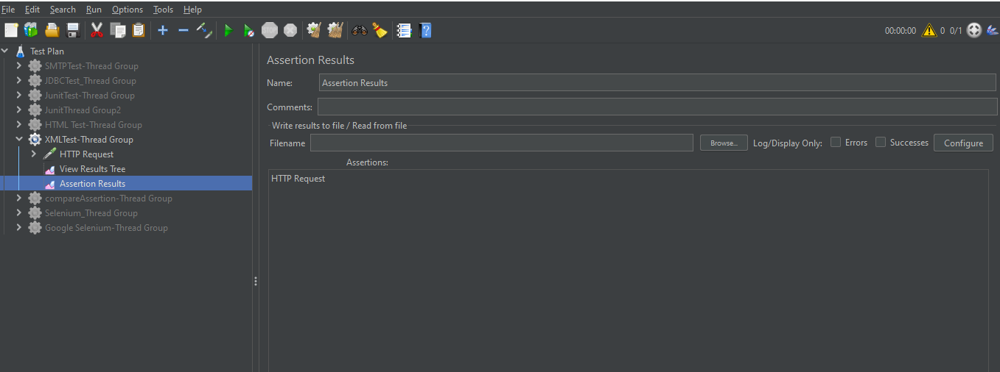 File Edit Search Run Options Tools Help
STOP 00:00:00 0 0/1
Test Plan
SMTPTest-Thread Group
JDBCTest_Thread Group
JunitTest-Thread Group
JunitThread Group2
HTML Test-Thread Group
XMLTest-Thread Group
HTTP Request
View Results Tree
Assertion Results
compareAssertion-Thread Group
Selenium_Thread Group
Google Selenium-Thread Group
Assertion Results
Name: Assertion Results
Comments:
Write results to file / Read from file
Filename Browse... Log/Display Only: Errors Successes Configure
Assertions:
HTTP Request